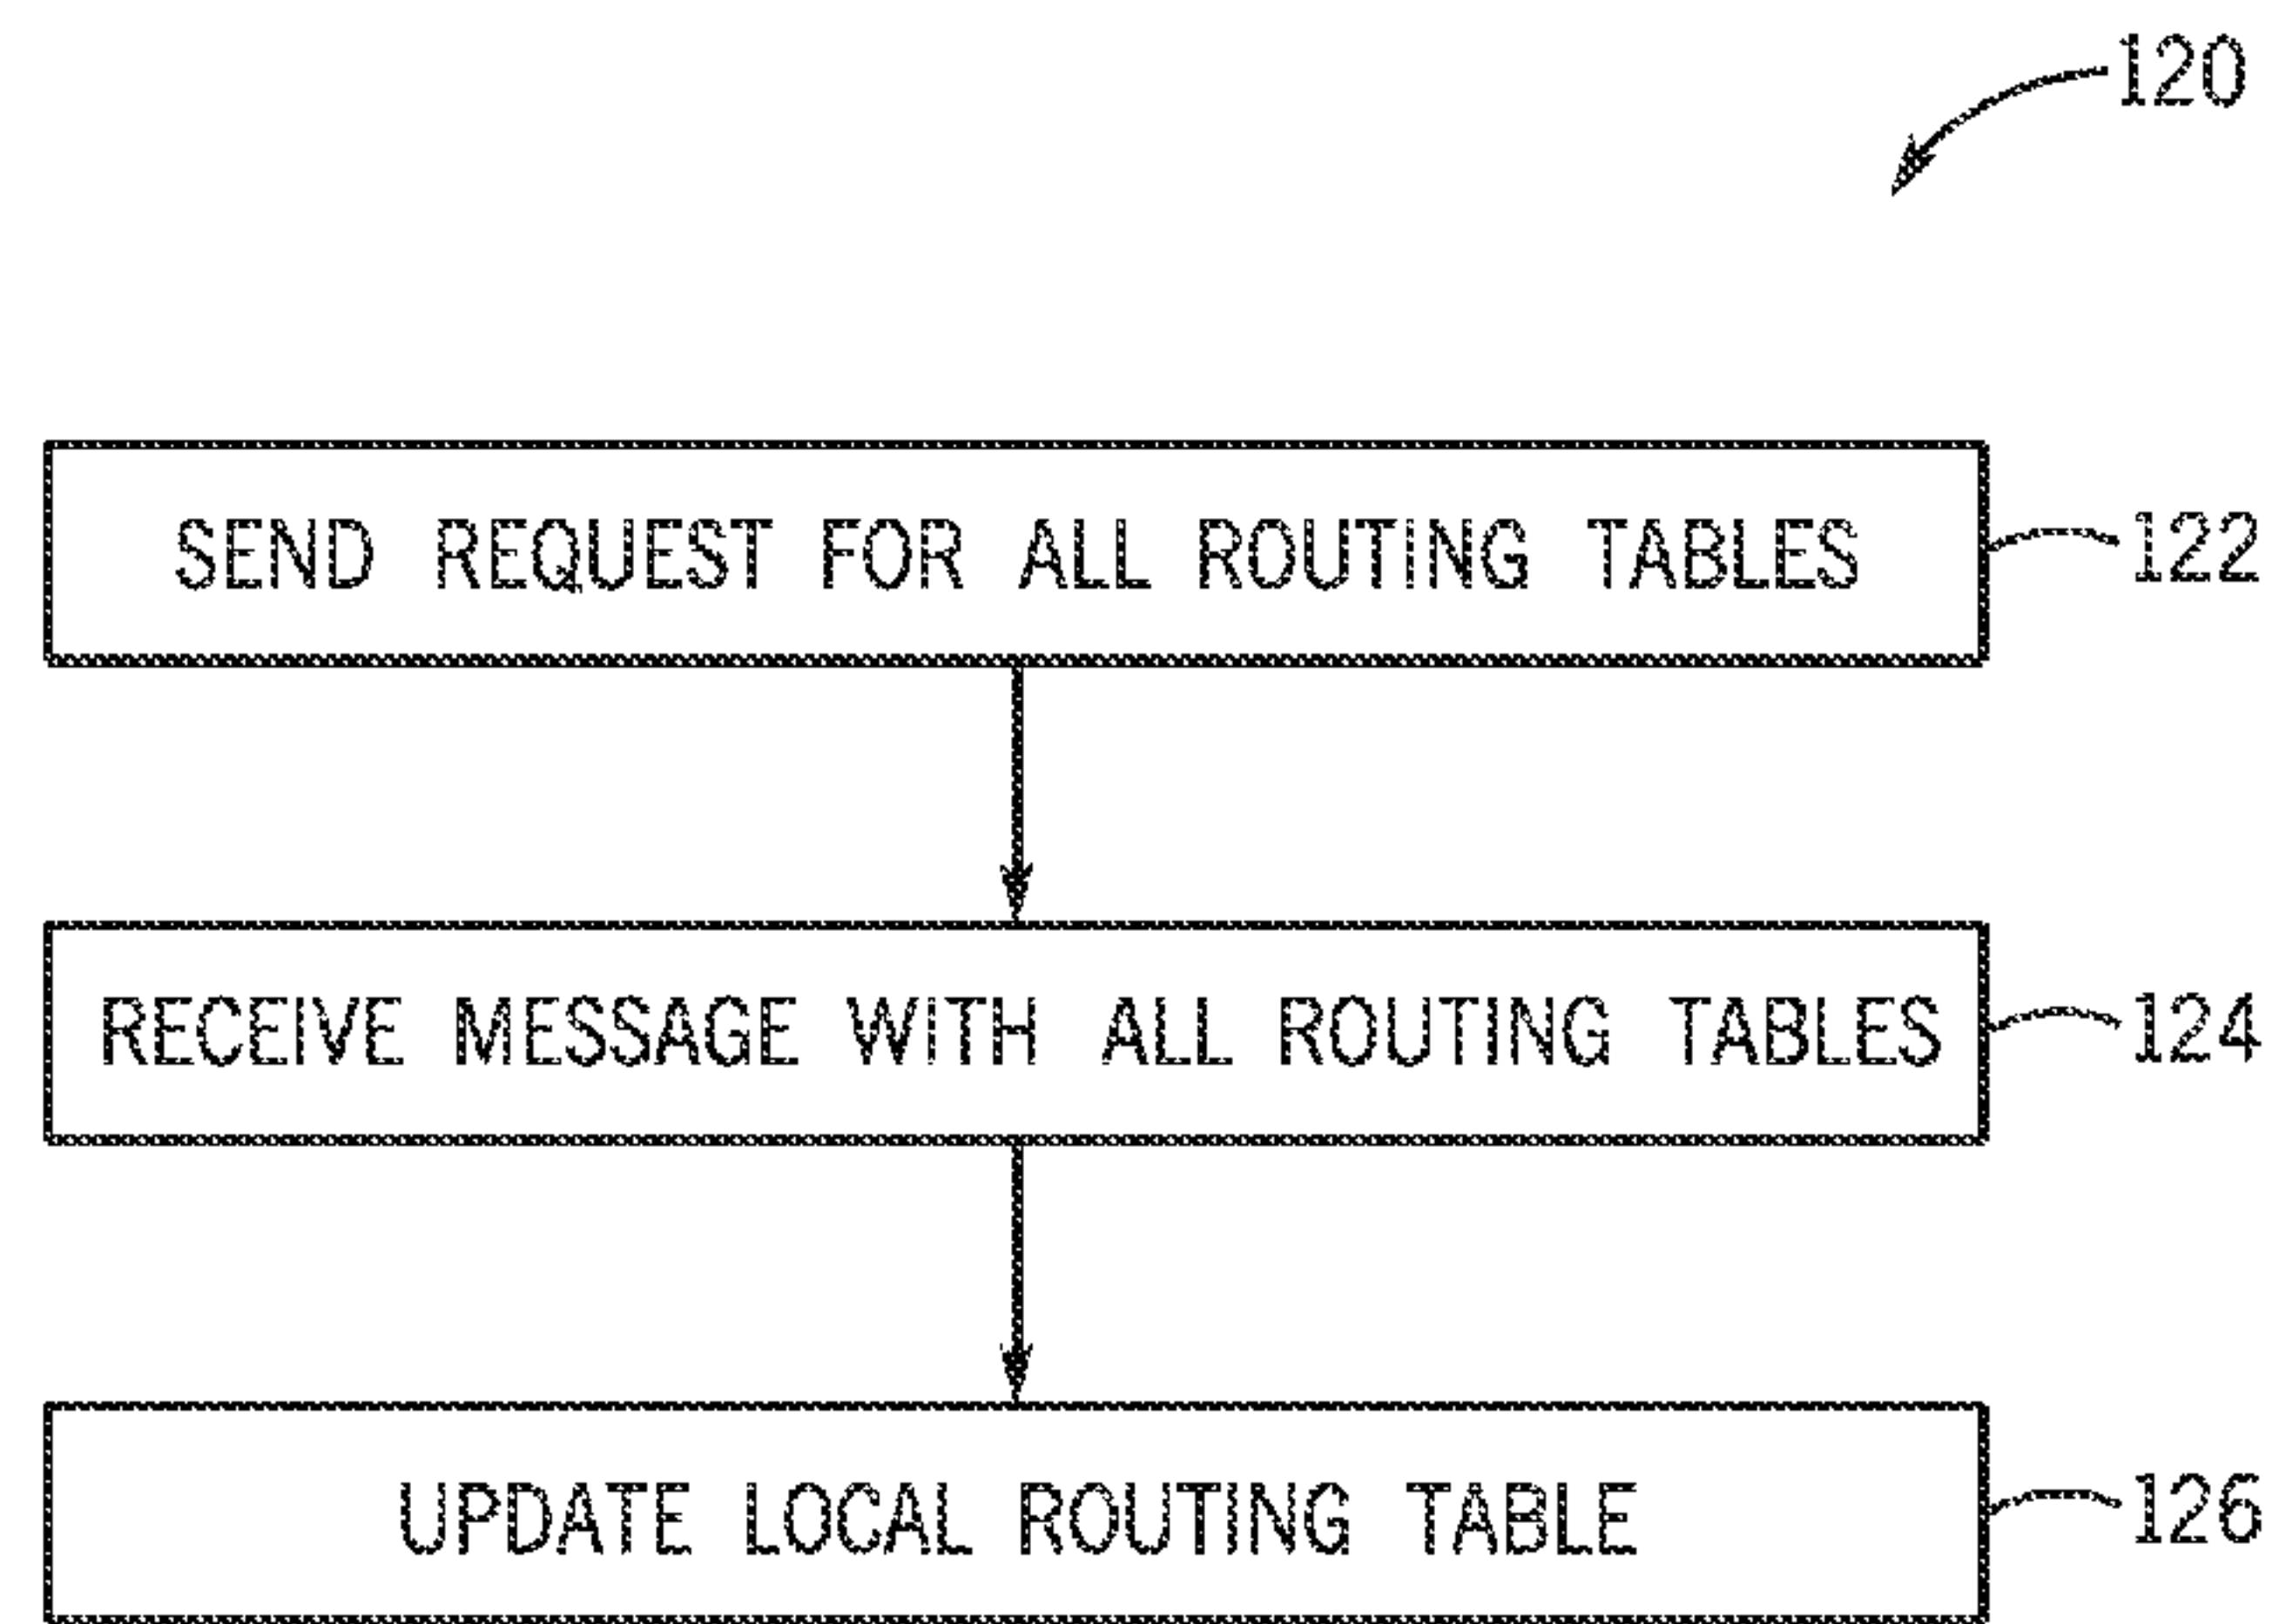 120
SEND REQUEST FOR ALL ROUTING TABLES
122
RECEIVE MESSAGE WITH ALL ROUTING TABLES
124
UPDATE LOCAL ROUTING TABLE
126